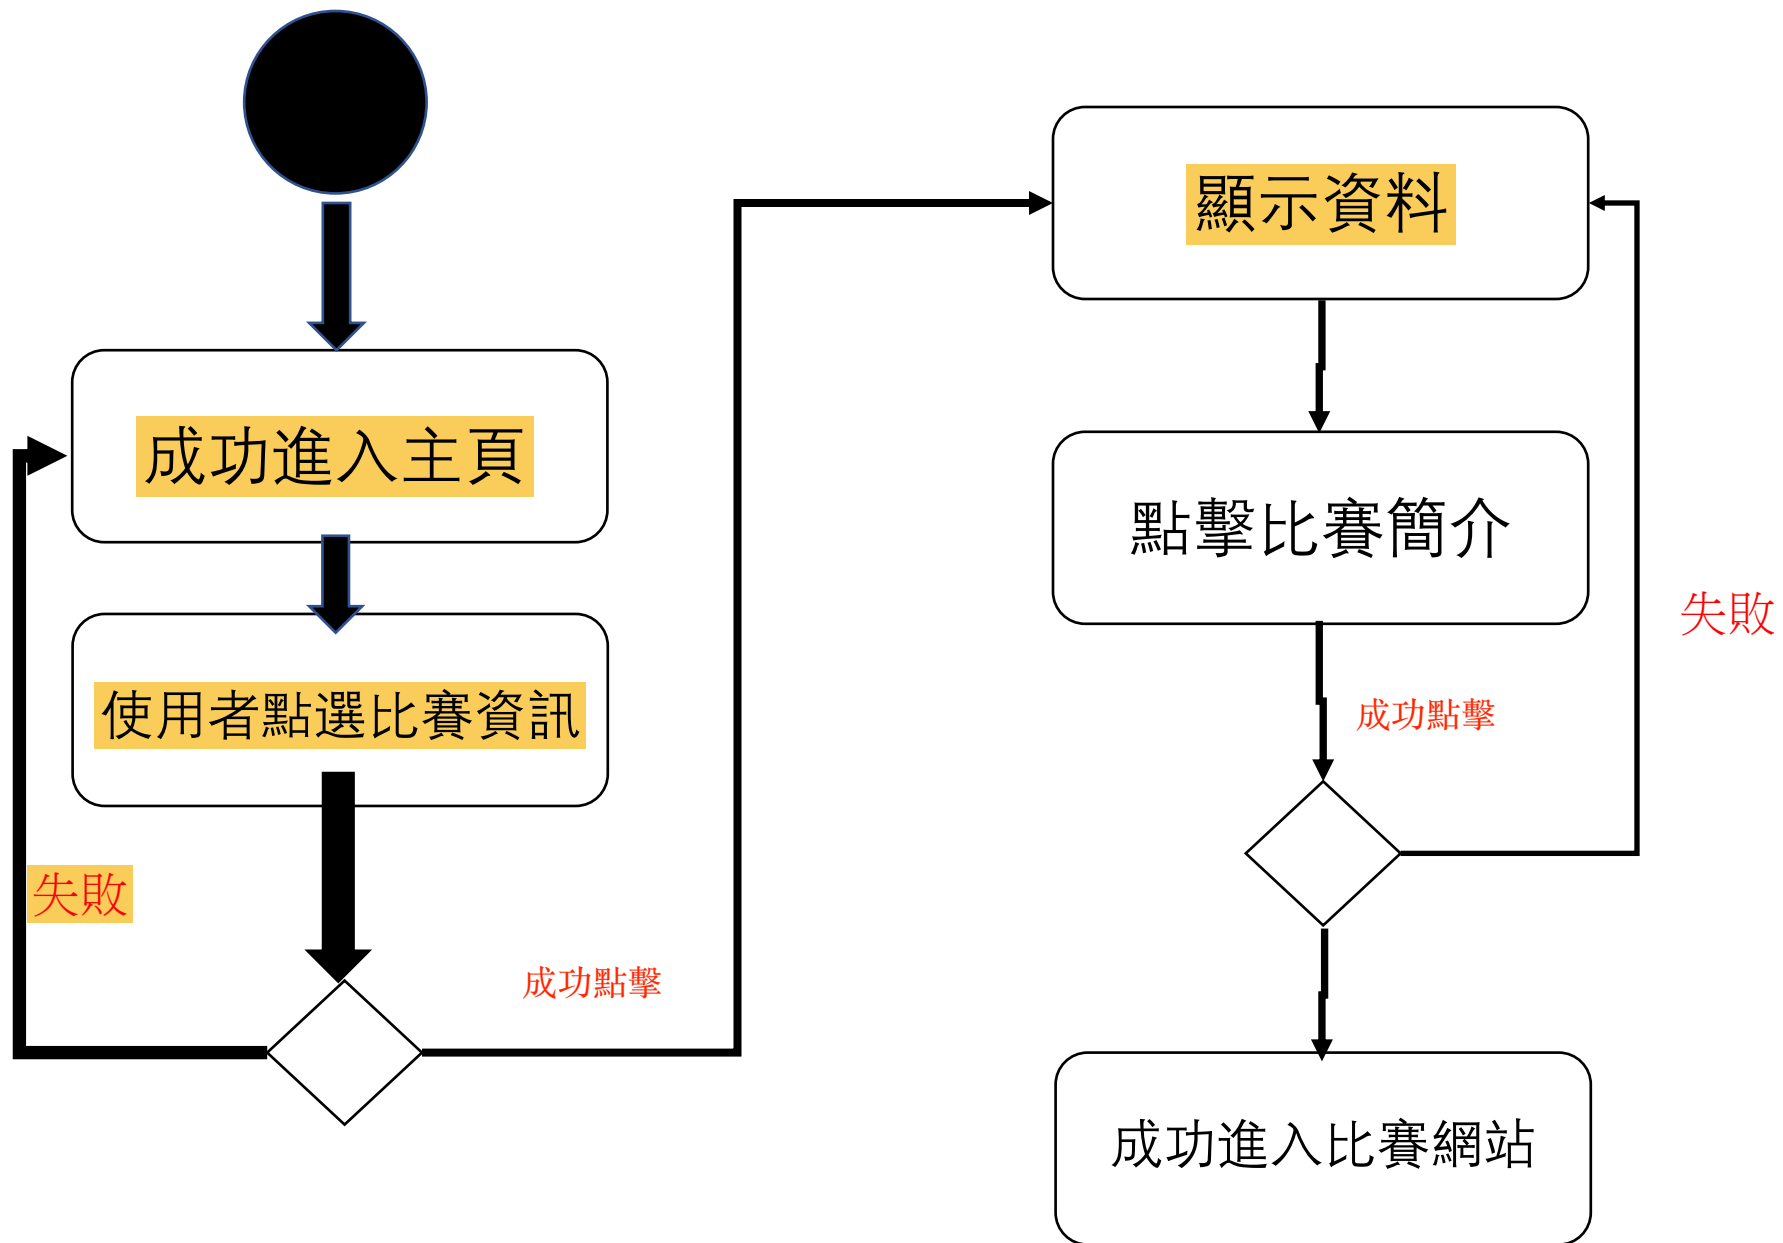 成功進入主頁
使用者點選比賽資訊
失敗
成功點擊
顯示資料
點擊比賽簡介
失敗
成功點擊
成功進入比賽網站